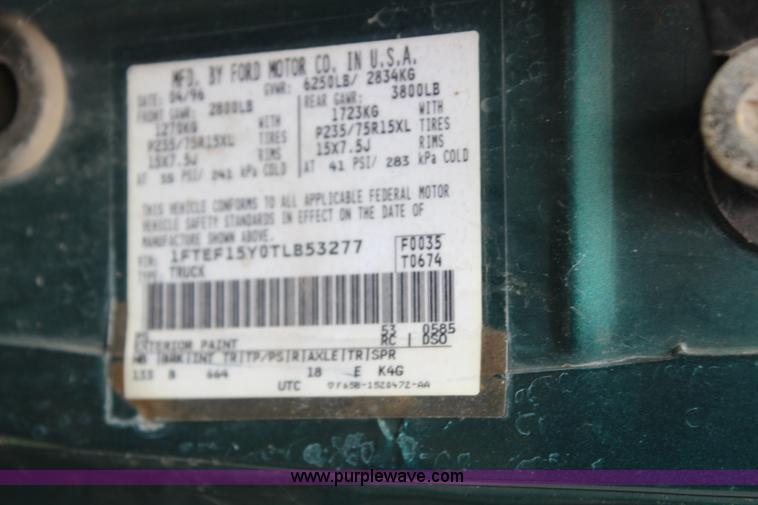 MFD. BY FORD MOTOR CO. IN U.S.A.
DATE: 04/96 GVWR: 6250LB/ 2834KG
FRONT GAWR: 2800LB REAR GAWR: 3800LB
1270KG WITH 1723KG WITH
P235/75R15XL TIRES P235/75R15XL TIRES
15X7.5J RIMS 15X7.5J RIMS
AT PSI/ 241 kPa COLD AT 41 PSI/ 283 kPa COLD
THIS VEHICLE CONFORMS TO ALL APPLICABLE FEDERAL MOTOR
VEHICLE SAFETY STANDARDS IN EFFECT ON THE DATE OF
MANUFACTURE SHOWN ABOVE.
VIN: 1FTEF15Y0TLB53277 F0035
TYPE: TRUCK T0674
53 0585
EXTERIOR PAINT RC DSO
WB |BRK|INT TR|TP/PS|R|AXLE|TR|SPR
133 B 18 E K4G
UTC
www.purplewave.com